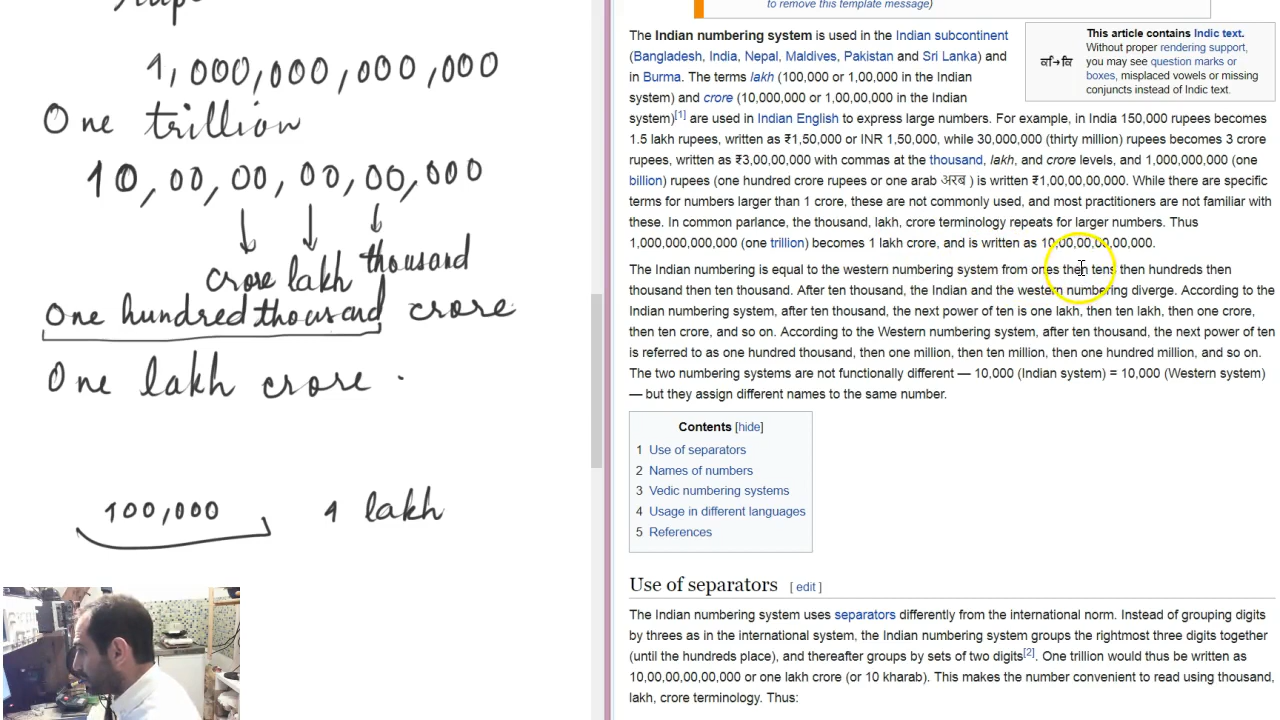 1,000,000,000,000
One trillion
10,00,00,00,00,000
crore lakh thousand
One hundred thousand crore
One lakh crore .
100,000 1 lakh
to remove this template message)
The Indian numbering system is used in the Indian subcontinent
(Bangladesh, India, Nepal, Maldives, Pakistan and Sri Lanka) and
in Burma. The terms lakh (100,000 or 1,00,000 in the Indian
system) and crore (10,000,000 or 1,00,00,000 in the Indian
system)[1] are used in Indian English to express large numbers. For example, in India 150,000 rupees becomes
1.5 lakh rupees, written as ₹1,50,000 or INR 1,50,000, while 30,000,000 (thirty million) rupees becomes 3 crore
rupees, written as ₹3,00,00,000 with commas at the thousand, lakh, and crore levels, and 1,000,000,000 (one
billion) rupees (one hundred crore rupees or one arab अरब ) is written ₹1,00,00,00,000. While there are specific
terms for numbers larger than 1 crore, these are not commonly used, and most practitioners are not familiar with
these. In common parlance, the thousand, lakh, crore terminology repeats for larger numbers. Thus
1,000,000,000,000 (one trillion) becomes 1 lakh crore, and is written as 10,00,00,00,00,000.
This article contains Indic text.
Without proper rendering support,
you may see question marks or
boxes, misplaced vowels or missing
conjuncts instead of Indic text.
The Indian numbering is equal to the western numbering system from ones then tens then hundreds then
thousand then ten thousand. After ten thousand, the Indian and the western numbering diverge. According to the
Indian numbering system, after ten thousand, the next power of ten is one lakh, then ten lakh, then one crore,
then ten crore, and so on. According to the Western numbering system, after ten thousand, the next power of ten
is referred to as one hundred thousand, then one million, then ten million, then one hundred million, and so on.
The two numbering systems are not functionally different — 10,000 (Indian system) = 10,000 (Western system)
— but they assign different names to the same number.
Contents [hide]
1 Use of separators
2 Names of numbers
3 Vedic numbering systems
4 Usage in different languages
5 References
Use of separators [ edit ]
The Indian numbering system uses separators differently from the international norm. Instead of grouping digits
by threes as in the international system, the Indian numbering system groups the rightmost three digits together
(until the hundreds place), and thereafter groups by sets of two digits[2]. One trillion would thus be written as
10,00,00,00,00,000 or one lakh crore (or 10 kharab). This makes the number convenient to read using thousand,
lakh, crore terminology. Thus: